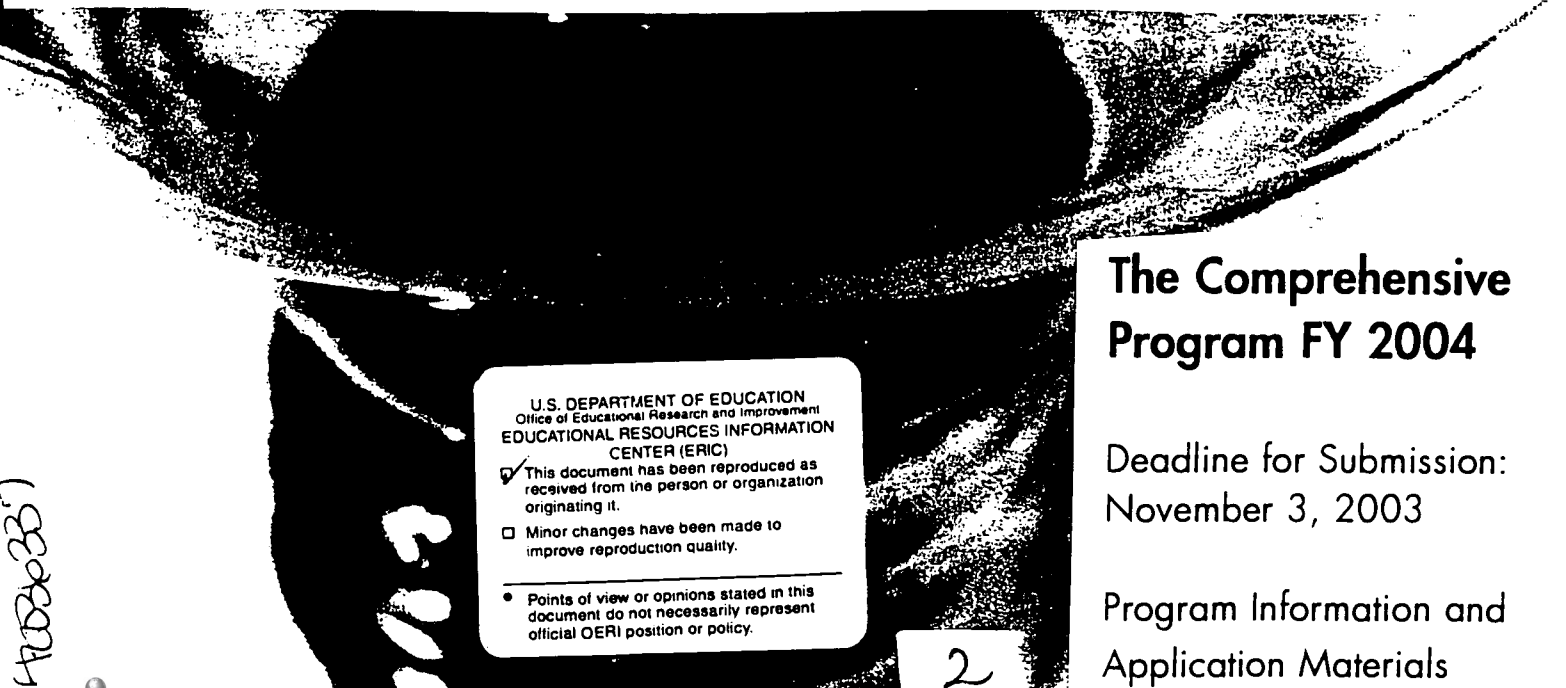 The Comprehensive
Program FY 2004
Deadline for Submission:
November 3, 2003
Program Information and
Application Materials
U.S. DEPARTMENT OF EDUCATION
Office of Educational Research and Improvement
EDUCATIONAL RESOURCES INFORMATION
CENTER (ERIC)
This document has been reproduced as
received from the person or organization
originating it.
Minor changes have been made to
improve reproduction quality.
Points of view or opinions stated in this
document do not necessarily represent
official OERI position or policy.
2